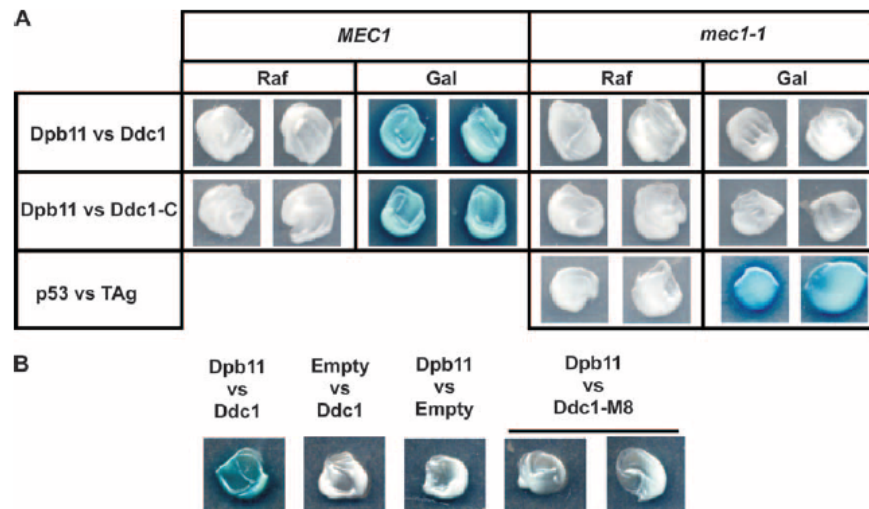 A
MEC1 mec1-1
Raf Gal Raf Gal
Dpb11 vs Ddc1
Dpb11 vs Ddc1-C
p53 vs TAg
B
Dpb11 Empty Dpb11 Dpb11
vs vs vs vs
Ddc1 Ddc1 Empty Ddc1-M8